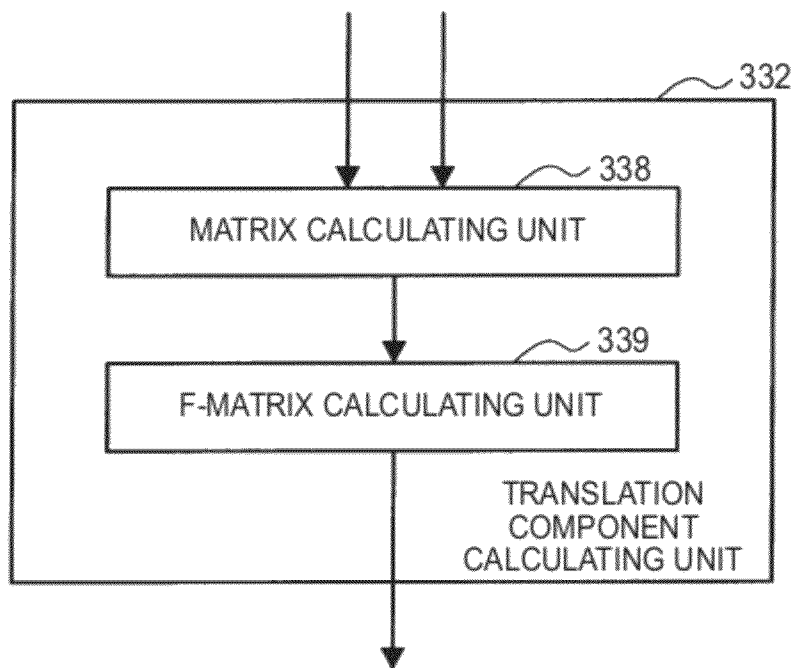 332
338
MATRIX CALCULATING UNIT
339
F-MATRIX CALCULATING UNIT
TRANSLATION
COMPONENT
CALCULATING UNIT